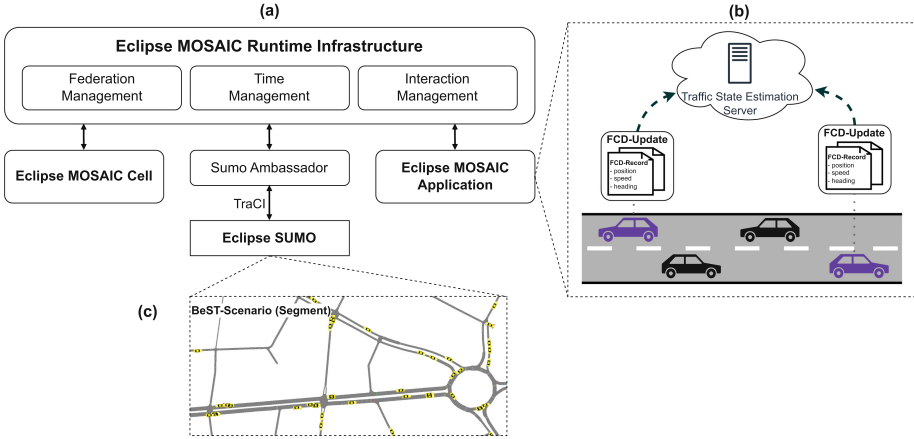 (a)
Eclipse MOSAIC Runtime Infrastructure
Federation
Management
Time
Management
Interaction
Management
Eclipse MOSAIC Cell
Sumo Ambassador
Eclipse MOSAIC
Application
TraCI
Eclipse SUMO
(b)
Traffic State Estimation
Server
FCD-Update
FCD-Record
- position
- speed
- heading
FCD-Update
FCD-Record
- position
- speed
- heading
(c)
BeST-Scenario (Segment)